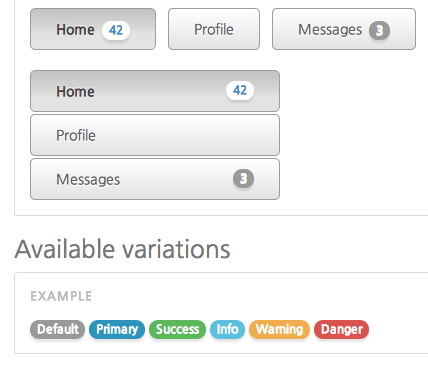 Home 42 Profile Messages 3
Home 42
Profile
Messages 3
Available variations
EXAMPLE
Default Primary Success Info Warning Danger